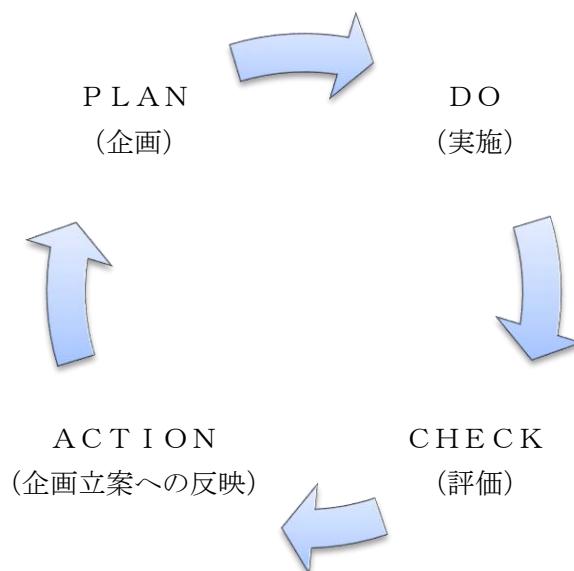 ＰＬＡＮ
（企画）
ＤＯ
（実施）
ＡＣＴＩＯＮ
（企画立案への反映）
ＣＨＥＣＫ
（評価）